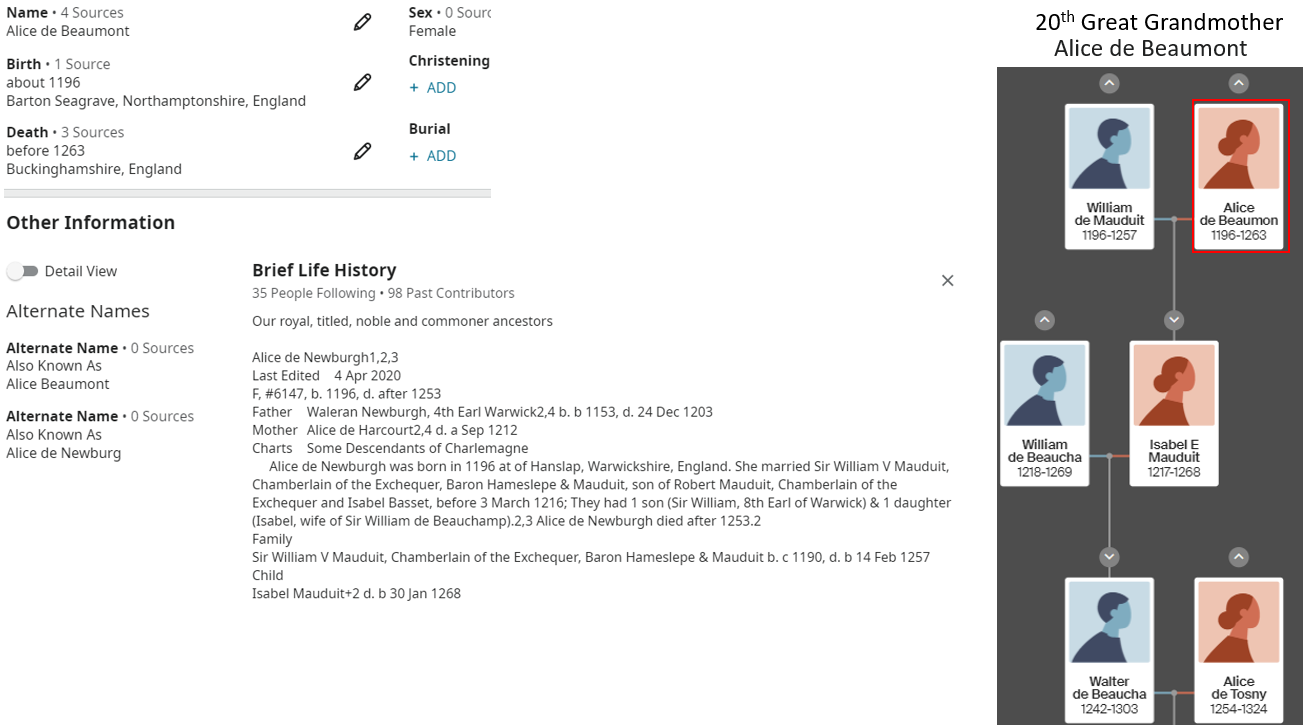 Name • 4 Sources
Alice de Beaumont
Sex • 0 Sourc
Female
Birth • 1 Source
about 1196
Barton Seagrave, Northamptonshire, England
Christening
+ ADD
Death • 3 Sources
before 1263
Buckinghamshire, England
Burial
+ ADD
Other Information
Detail View
Alternate Names
Alternate Name • 0 Sources
Also Known As
Alice Beaumont
Alternate Name • 0 Sources
Also Known As
Alice de Newburg
Brief Life History
35 People Following • 98 Past Contributors
Our royal, titled, noble and commoner ancestors
Alice de Newburgh1,2,3
Last Edited 4 Apr 2020
F, #6147, b. 1196, d. after 1253
Father Waleran Newburgh, 4th Earl Warwick2,4 b. b 1153, d. 24 Dec 1203
Mother Alice de Harcourt2,4 d. a Sep 1212
Charts Some Descendants of Charlemagne
Alice de Newburgh was born in 1196 at of Hanslap, Warwickshire, England. She married Sir William V Mauduit,
Chamberlain of the Exchequer, Baron Hameslepe & Mauduit, son of Robert Mauduit, Chamberlain of the
Exchequer and Isabel Basset, before 3 March 1216; They had 1 son (Sir William, 8th Earl of Warwick) & 1 daughter
(Isabel, wife of Sir William de Beauchamp).2,3 Alice de Newburgh died after 1253.2
Family
Sir William V Mauduit, Chamberlain of the Exchequer, Baron Hameslepe & Mauduit b. c 1190, d. b 14 Feb 1257
Child
Isabel Mauduit+2 d. b 30 Jan 1268
20th Great Grandmother
Alice de Beaumont
William
de Mauduit
1196-1257
Alice
de Beaumon
1196-1263
William
de Beaucha
1218-1269
Isabel E
Mauduit
1217-1268
Walter
de Beaucha
1242-1303
Alice
de Tosny
1254-1324